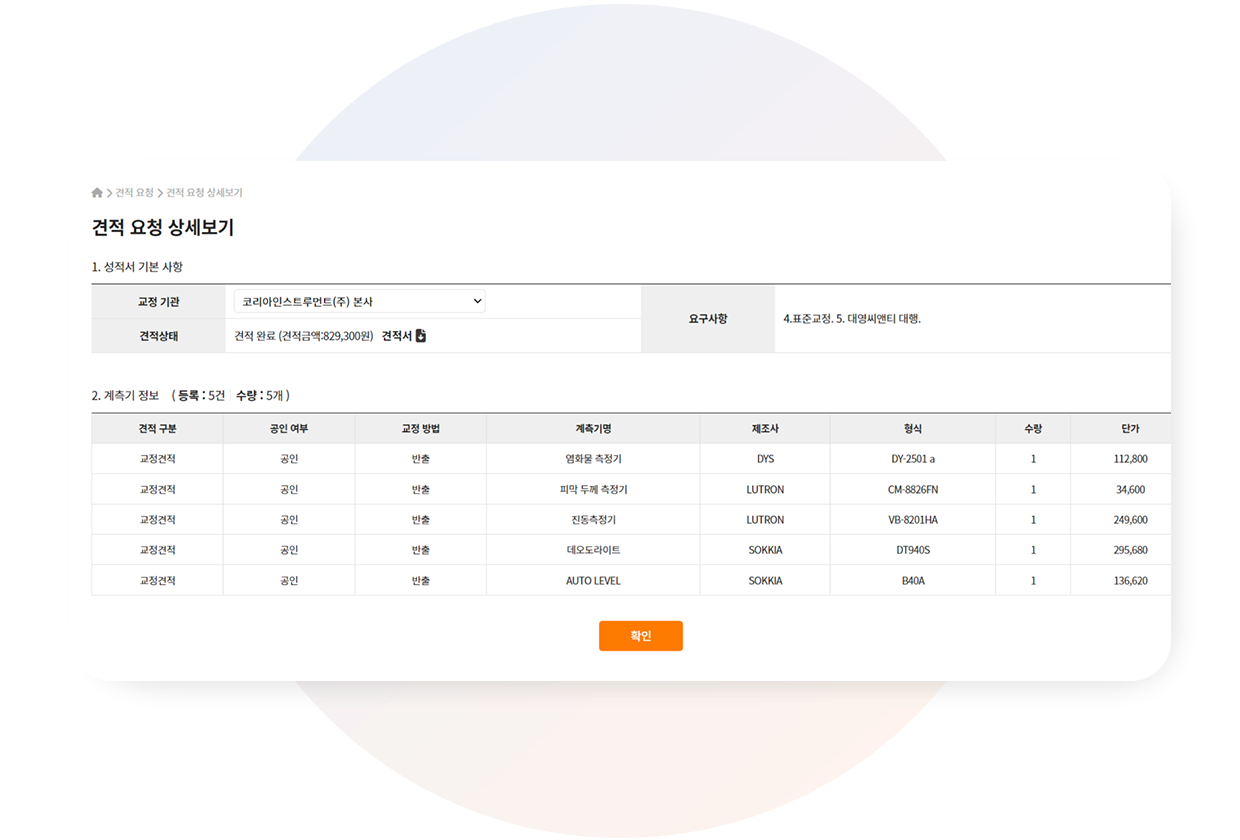 견적 요청 > 견적 요청 상세보기
견적 요청 상세보기
1. 성적서 기본 사항
교정 기관 코리아인스트루먼트(주) 본사
견적상태 견적 완료 (견적금액:829,300원) 견적서
요구사항 4.표준교정. 5. 대영씨앤티 대행.
2. 계측기 정보 ( 등록 : 5건 수량 : 5개 )
견적 구분 공인 여부 교정 방법 계측기명 제조사 형식 수량 단가
교정견적 공인 반출 염화물 측정기 DYS DY-2501 a 1 112,800
교정견적 공인 반출 피막 두께 측정기 LUTRON CM-8826FN 1 34,600
교정견적 공인 반출 진동측정기 LUTRON VB-8201HA 1 249,600
교정견적 공인 반출 데오도라이트 SOKKIA DT940S 1 295,680
교정견적 공인 반출 AUTO LEVEL SOKKIA B40A 1 136,620
확인